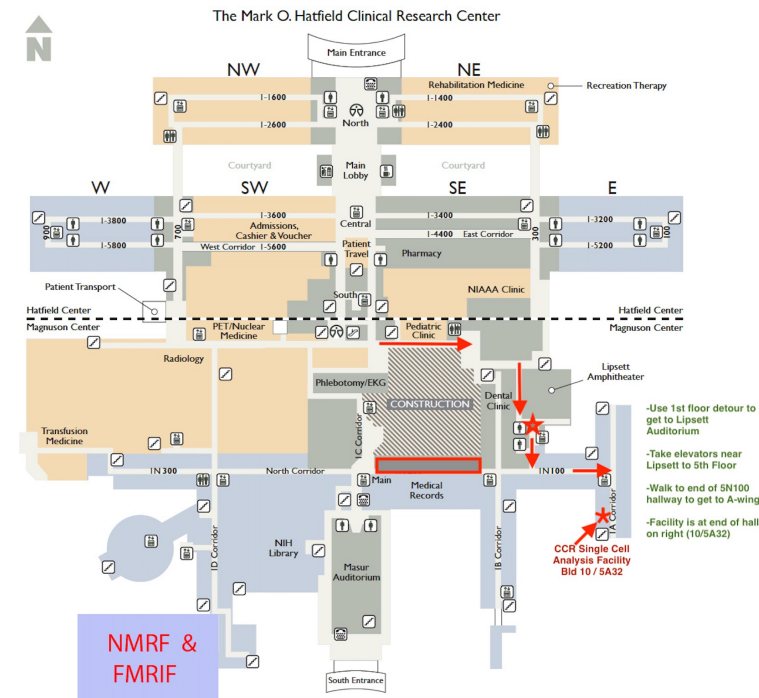 The Mark O. Hatfield Clinical Research Center
N
Main Entrance
NW
NE
Rehabilitation Medicine
Recreation Therapy
1-1600
1-1400
North
1-2600
1-2400
Courtyard
Main
Lobby
Courtyard
W
SW
SE
E
1-3800
1-3600
Central
1-3400
1-3200
900
700
Admissions,
Cashier & Voucher
1-4400 East Corridor
300
100
1-5800
West Corridor 1-5600
Patient
Travel
Pharmacy
1-5200
Patient Transport
South
NIAAA Clinic
Hatfield Center
Hatfield Center
Magnuson Center
Magnuson Center
PET/Nuclear
Medicine
Pediatric
Clinic
Radiology
Lipsett
Amphitheater
Phlebotomy/EKG
CONSTRUCTION
Dental
Clinic
-Use 1st floor detour to
get to Lipsett
Auditorium
Transfusion
Medicine
1C Corridor
-Take elevators near
Lipsett to 5th Floor
1N300
North Corridor
1N100
Main
Medical
Records
-Walk to end of 5N100
hallway to get to A-wing
1A Corridor
-Facility is at end of hall
on right (10/5A32)
1D Corridor
NIH
Library
1B Corridor
CCR Single Cell
Analysis Facility
Bld 10 / 5A32
Masur
Auditorium
NMRF &
FMRIF
South Entrance